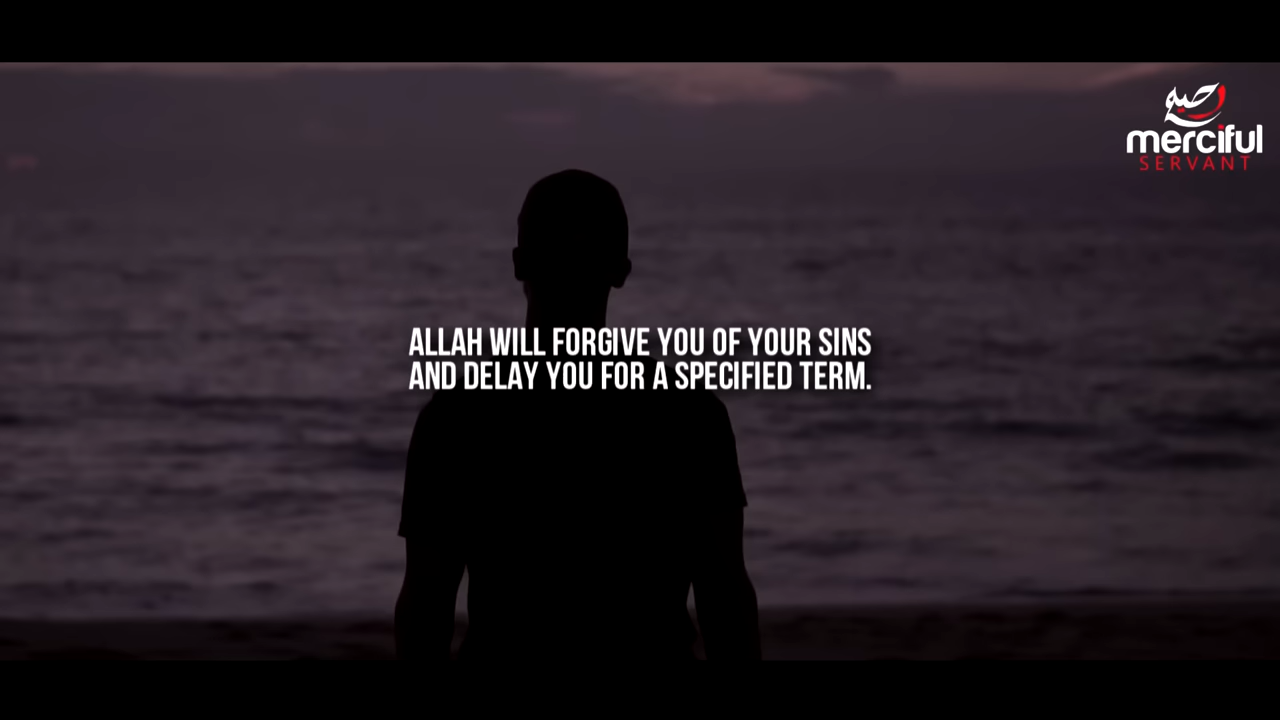 merciful
SERVANT
ALLAH WILL FORGIVE YOU OF YOUR SINS
AND DELAY YOU FOR A SPECIFIED TERM.